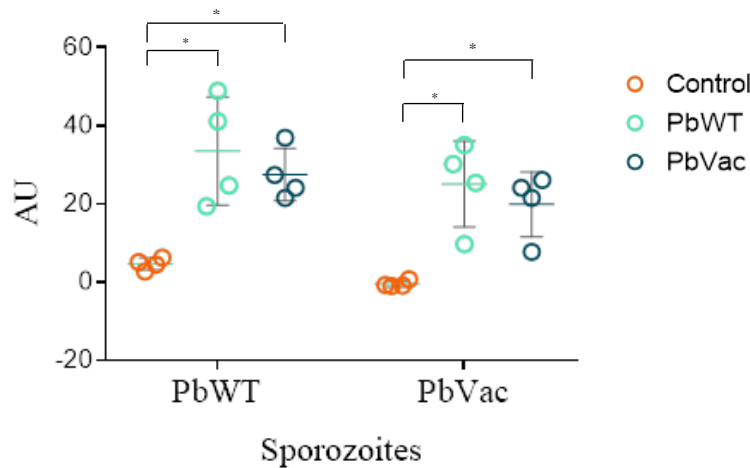 *
*
*
*
60
40
20
0
-20
AU
PbWT
PbVac
Sporozoites
Control
PbWT
PbVac